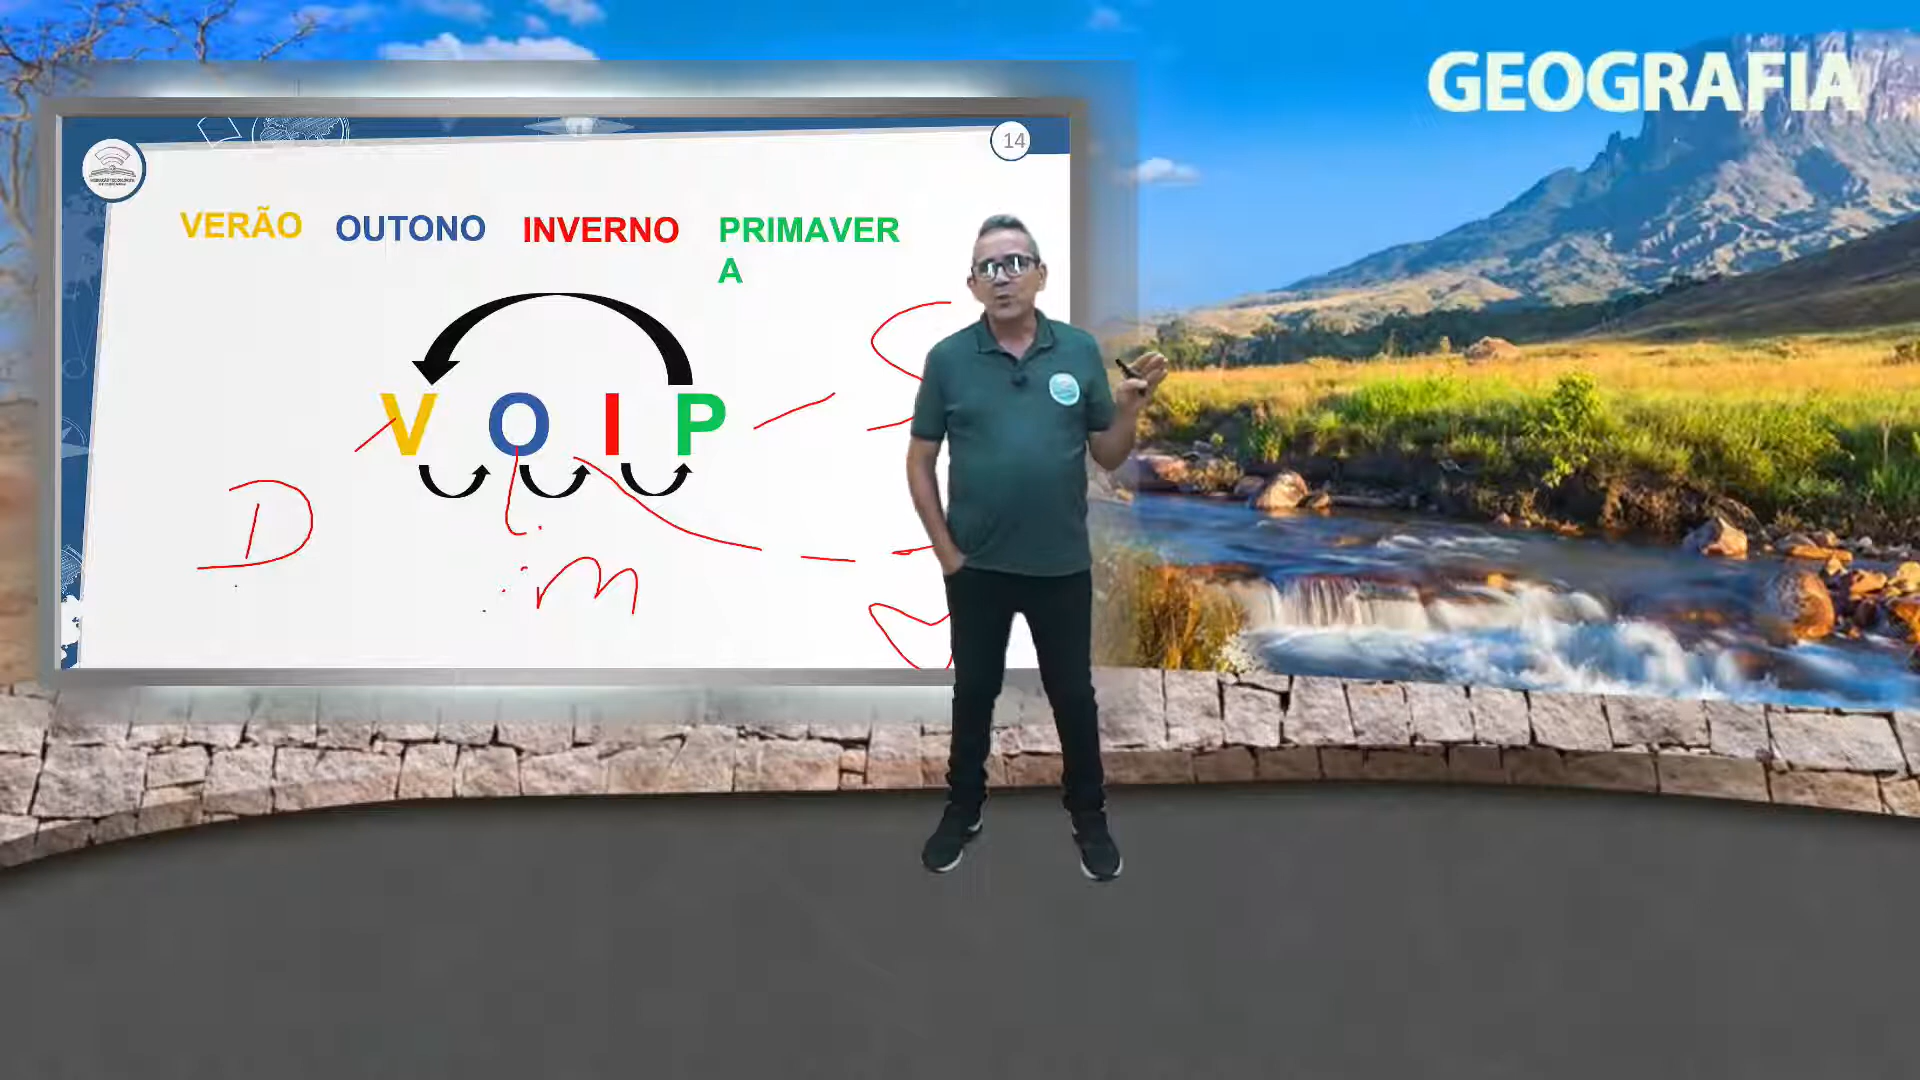 GEOGRAFIA
14
VERÃO OUTONO INVERNO PRIMAVER
A
V O I P
D
M